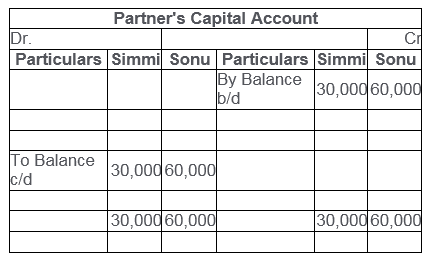 Partner's Capital Account
Dr. Cr
Particulars Simmi Sonu Particulars Simmi Sonu
By Balance
b/d 30,000 60,000
To Balance
c/d 30,000 60,000
30,000 60,000 30,000 60,000